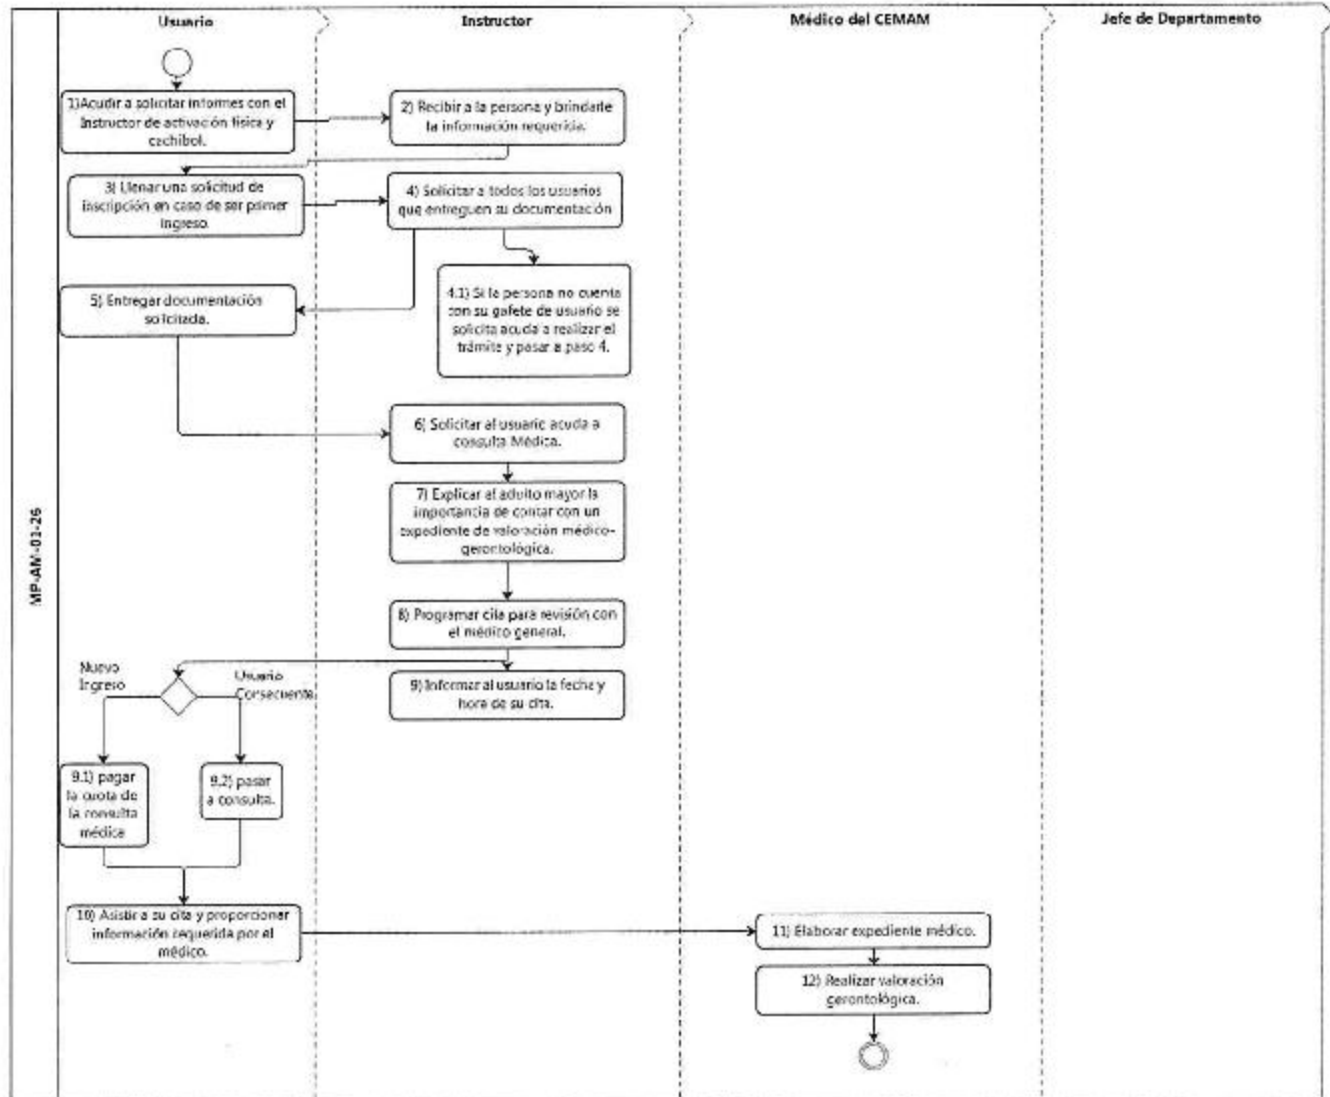 Usuario
Instructor
Médico del CEMAM
Jefe de Departamento
MP-AM-01-26
1)Acudir a solicitar informes con el
Instructor de activación física y
cachibol.
2) Recibir a la persona y brindarle
la información requerida.
3) Llenar una solicitud de
inscripción en caso de ser primer
ingreso.
4) Solicitar a todos los usuarios
que entreguen su documentación
4.1) Si la persona no cuenta
con su gafete de usuario se
solicita acuda a realizar el
trámite y pasar a paso 4.
5) Entregar documentación
solicitada.
6) Solicitar al usuario acuda a
consulta Médica.
7) Explicar al adulto mayor la
importancia de contar con un
expediente de valoración médico-
gerontológica.
8) Programar cita para revisión con
el médico general.
9) Informar al usuario la fecha y
hora de su cita.
Nuevo
Ingreso
Usuario
Consecuente
9.1) pagar
la cuota de
la consulta
médica
9.2) pasar
a consulta.
10) Asistir a su cita y proporcionar
información requerida por el
médico.
11) Elaborar expediente médico.
12) Realizar valoración
gerontológica.